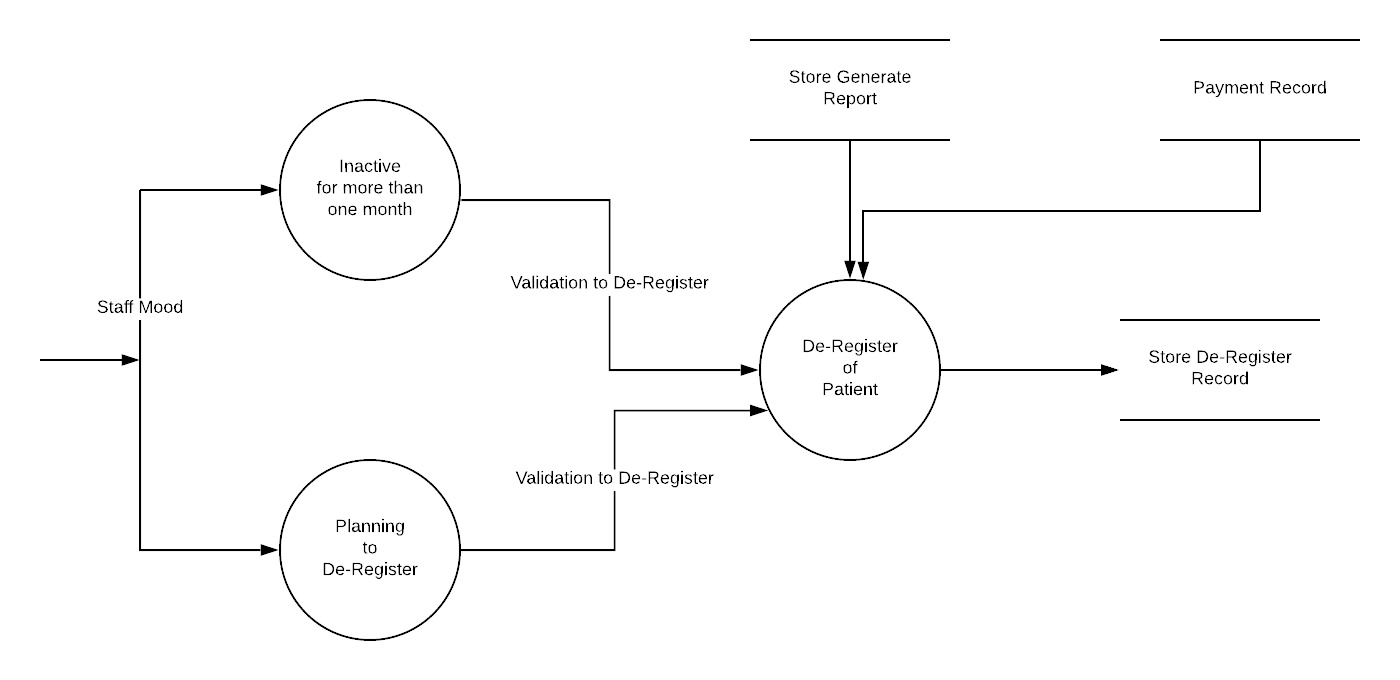 Store Generate
Report
Payment Record
Inactive
for more than
one month
Validation to De-Register
Staff Mood
De-Register
of
Patient
Store De-Register
Record
Validation to De-Register
Planning
to
De-Register